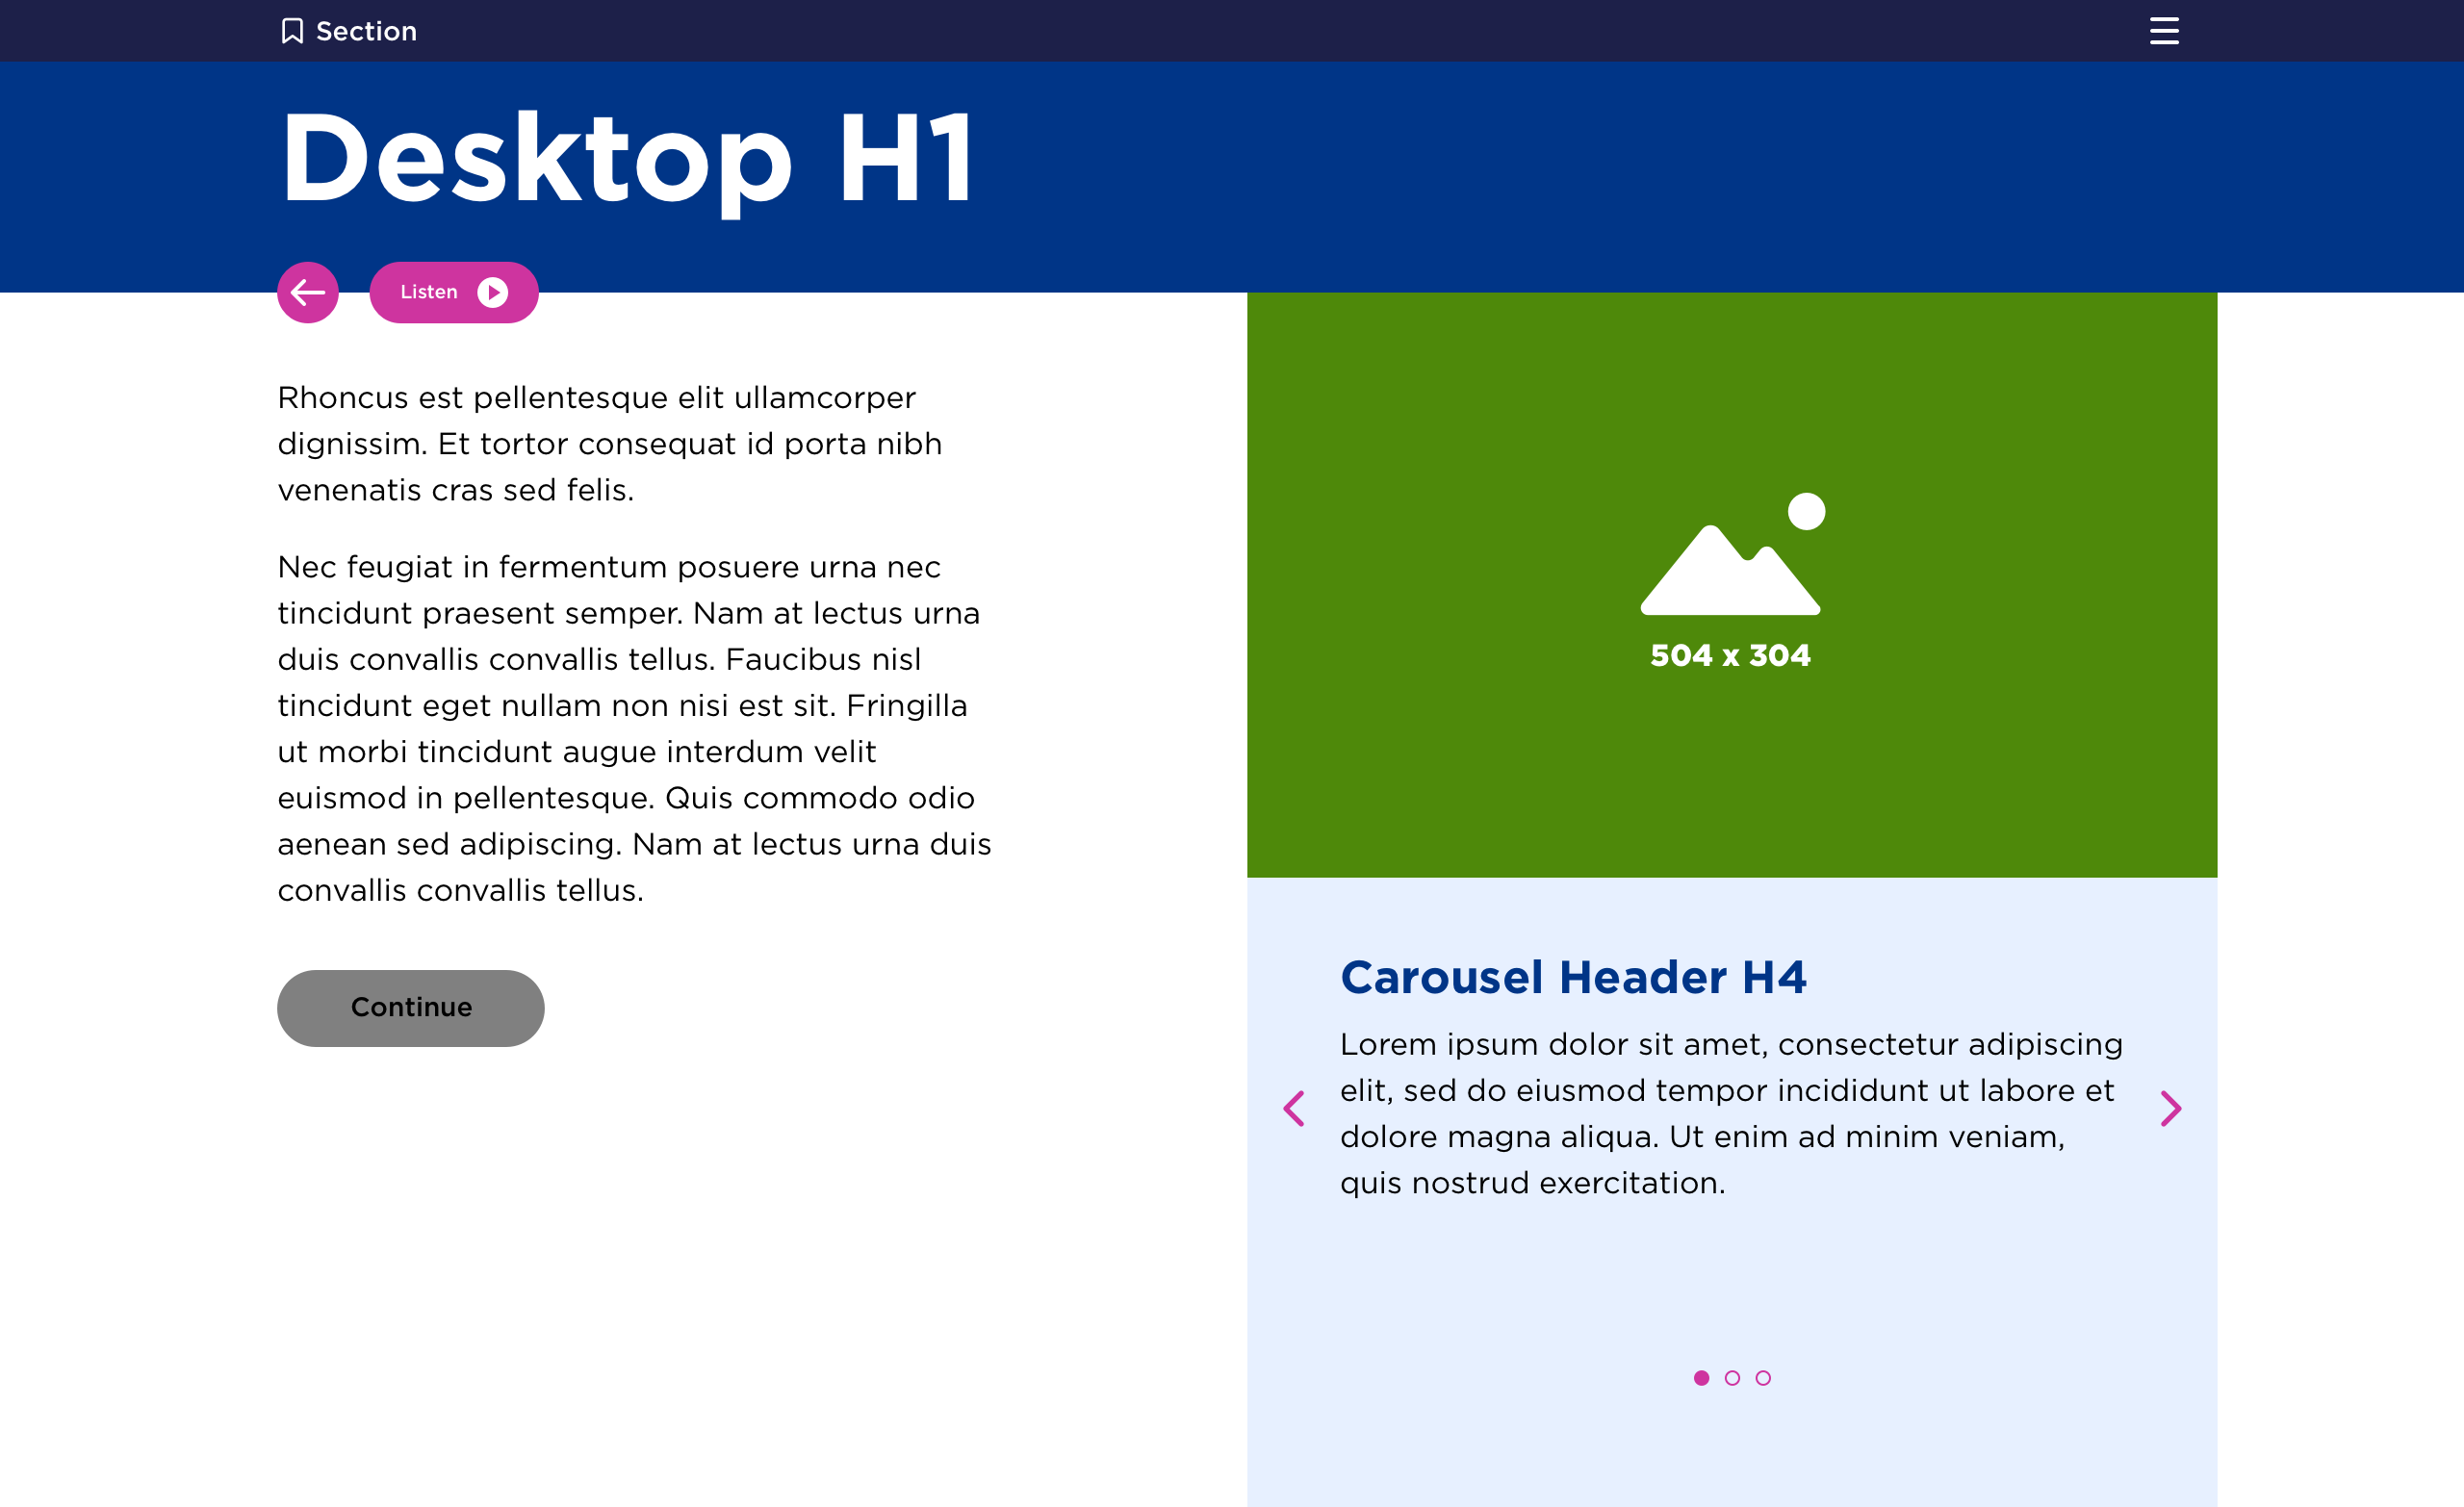 Section
Desktop H1
Listen
Rhoncus est pellentesque elit ullamcorper
dignissim. Et tortor consequat id porta nibh
venenatis cras sed felis.
Nec feugiat in fermentum posuere urna nec
tincidunt praesent semper. Nam at lectus urna
duis convallis convallis tellus. Faucibus nisl
tincidunt eget nullam non nisi est sit. Fringilla
ut morbi tincidunt augue interdum velit
euismod in pellentesque. Quis commodo odio
aenean sed adipiscing. Nam at lectus urna duis
convallis convallis tellus.
Continue
504 x 304
Carousel Header H4
Lorem ipsum dolor sit amet, consectetur adipiscing
elit, sed do eiusmod tempor incididunt ut labore et
dolore magna aliqua. Ut enim ad minim veniam,
quis nostrud exercitation.